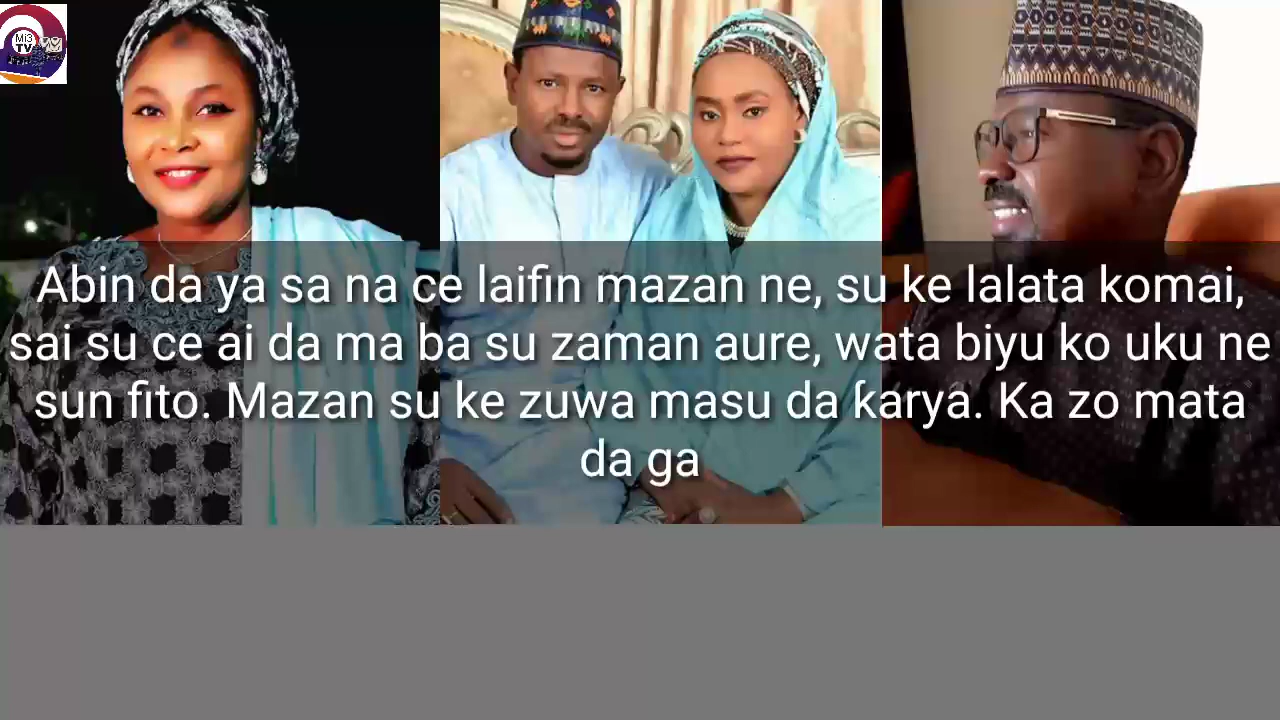 Mi3
TV
Abin da ya sa na ce laifin mazan ne, su ke lalata komai,
sai su ce ai da ma ba su zaman aure, wata biyu ko uku ne
sun fito. Mazan su ke zuwa masu da ƙarya. Ka zo mata
da ga